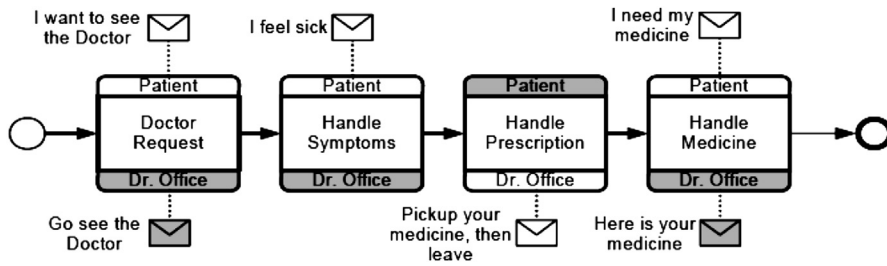 I want to see
the Doctor
I feel sick
I need my
medicine
Patient
Patient
Patient
Patient
Doctor
Request
Handle
Symptoms
Handle
Prescription
Handle
Medicine
Dr. Office
Dr. Office
Dr. Office
Dr. Office
Go see the
Doctor
Pickup your
medicine, then
leave
Here is your
medicine